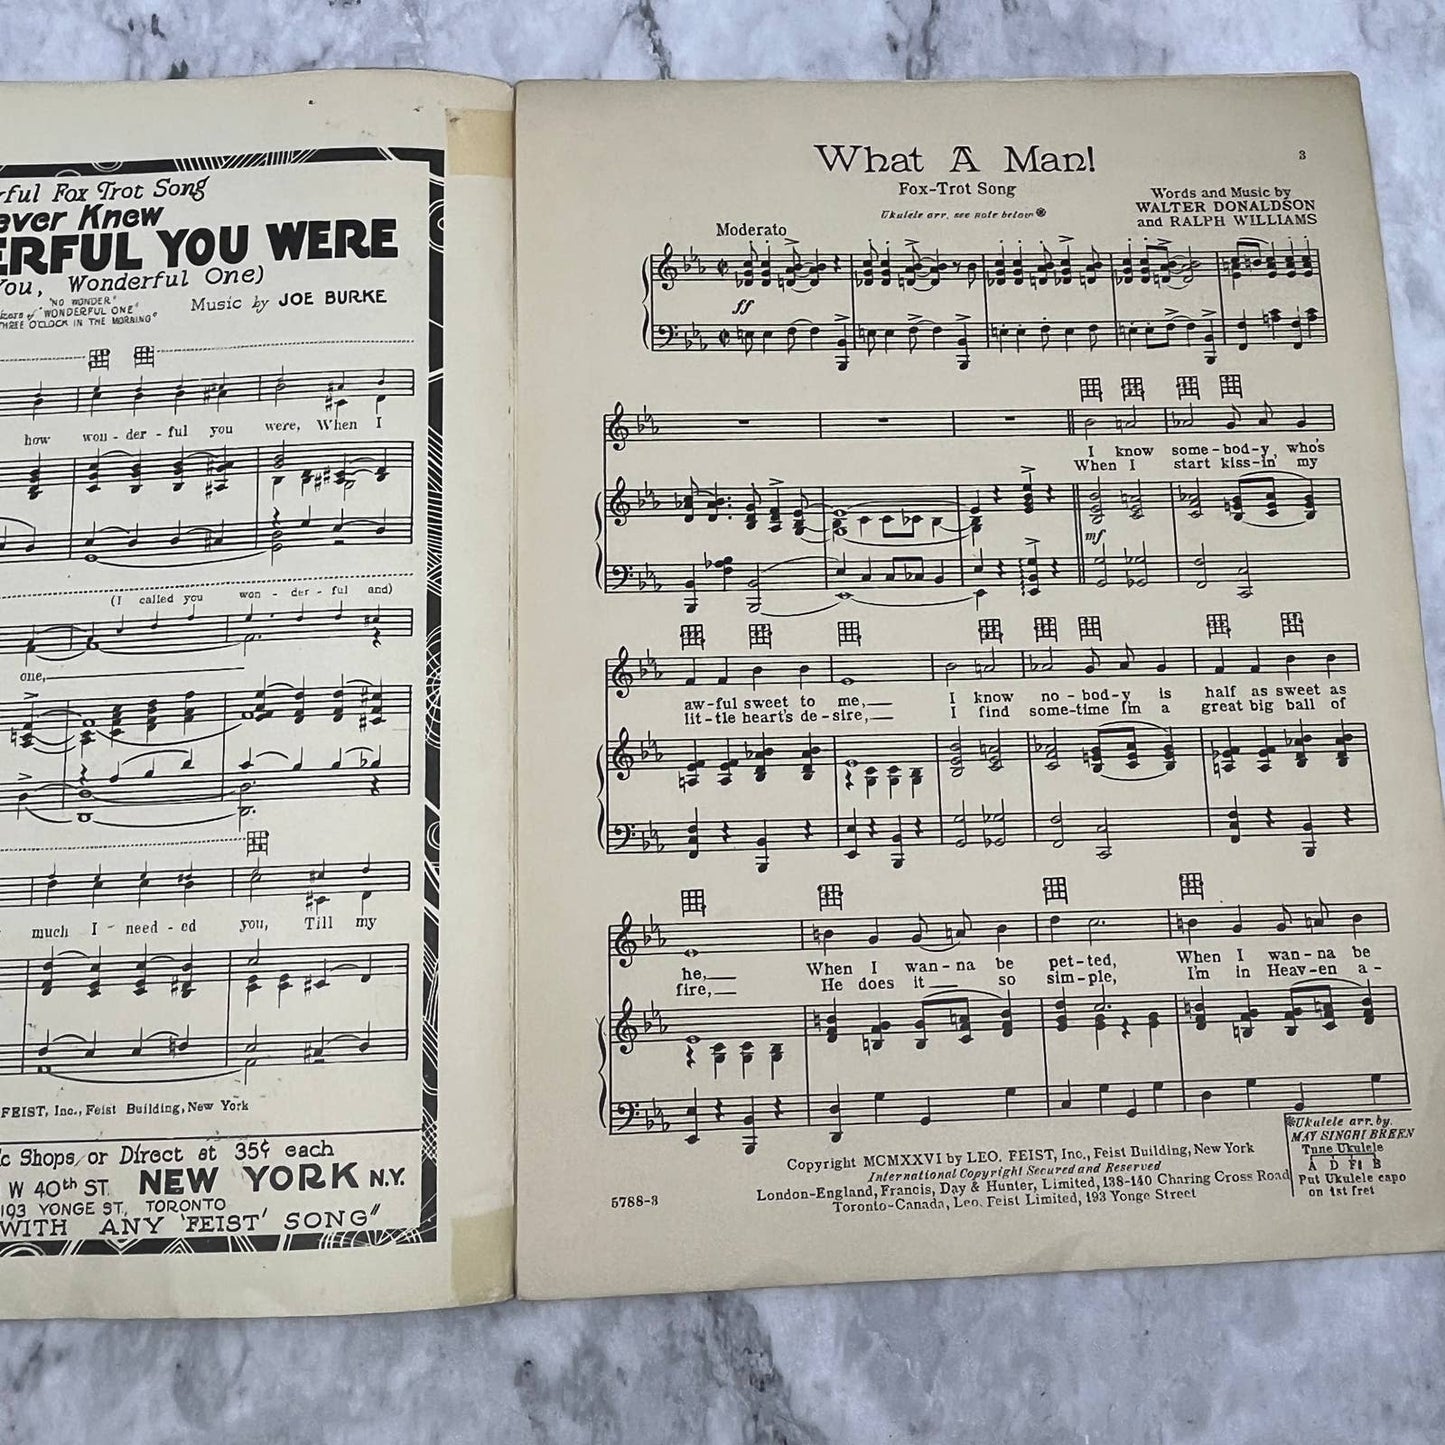 Fox Trot Song
ever Knew
ERFUL YOU WERE
You, Wonderful One)
"NO WONDER"
of "WONDERFUL ONE"
THREE O'CLOCK IN THE MORNING"
Music by JOE BURKE
how won - der - ful you were, When I
(I called you won - der - ful and)
one,
much I - need - ed you, Till my
FEIST, Inc., Feist Building, New York
Shops or Direct at 35¢ each
W 40th ST. NEW YORK N.Y.
193 YONGE ST., TORONTO
WITH ANY 'FEIST' SONG"
3
What A Man!
Fox-Trot Song
Ukulele arr. see note below ※
Words and Music by
WALTER DONALDSON
and RALPH WILLIAMS
Moderato
ff
I know some-bod-y, who's
When I start kiss-in' my
mf
aw-ful sweet to me, I know no-bod-y is half as sweet as
lit-tle heart's de-sire, I find some-time I'm a great big ball of
he, When I wan-na be pet-ted, When I wan-na be
fire, He does it so sim-ple, I'm in Heav-en a-
Copyright MCMXXVI by LEO. FEIST, Inc., Feist Building, New York
International Copyright Secured and Reserved
London-England, Francis, Day & Hunter, Limited, 138-140 Charing Cross Road
Toronto-Canada, Leo. Feist Limited, 193 Yonge Street
5788-3
※Ukulele arr. by.
MAY SINGHI BREEN
Tune Ukulele
A D F♯ B
Put Ukulele capo
on 1st fret